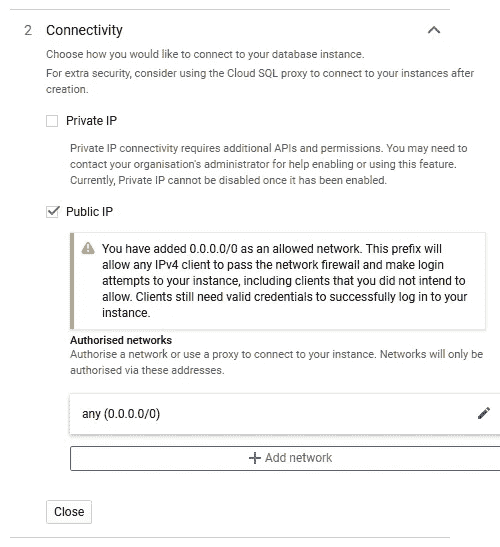 2 Connectivity
Choose how you would like to connect to your database instance.
For extra security, consider using the Cloud SQL proxy to connect to your instances after
creation.
Private IP
Private IP connectivity requires additional APIs and permissions. You may need to
contact your organisation's administrator for help enabling or using this feature.
Currently, Private IP cannot be disabled once it has been enabled.
Public IP
You have added 0.0.0.0/0 as an allowed network. This prefix will
allow any IPv4 client to pass the network firewall and make login
attempts to your instance, including clients that you did not intend to
allow. Clients still need valid credentials to successfully log in to your
instance.
Authorised networks
Authorise a network or use a proxy to connect to your instance. Networks will only be
authorised via these addresses.
any (0.0.0.0/0)
Add network
Close